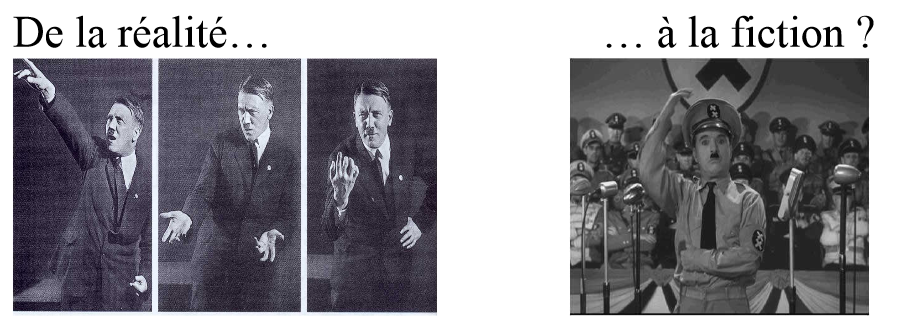 De la réalité…
… à la fiction ?